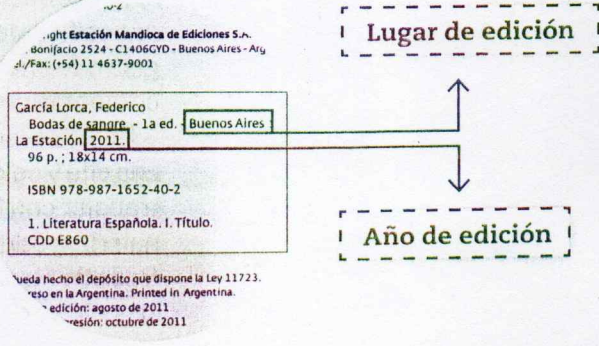 Estación Mandioca de Ediciones S.A.
Bonifacio 2524 - C1406GYD - Buenos Aires - Arg
/Fax: (+54) 11 4637-9001
García Lorca, Federico
Bodas de sangre. - 1a ed. - Buenos Aires :
La Estación, 2011.
96 p. ; 18x14 cm.
ISBN 978-987-1652-40-2
1. Literatura Española. I. Título.
CDD E860
ueda hecho el depósito que dispone la Ley 11723.
reso en la Argentina. Printed in Argentina.
edición: agosto de 2011
resión: octubre de 2011
Lugar de edición
Año de edición